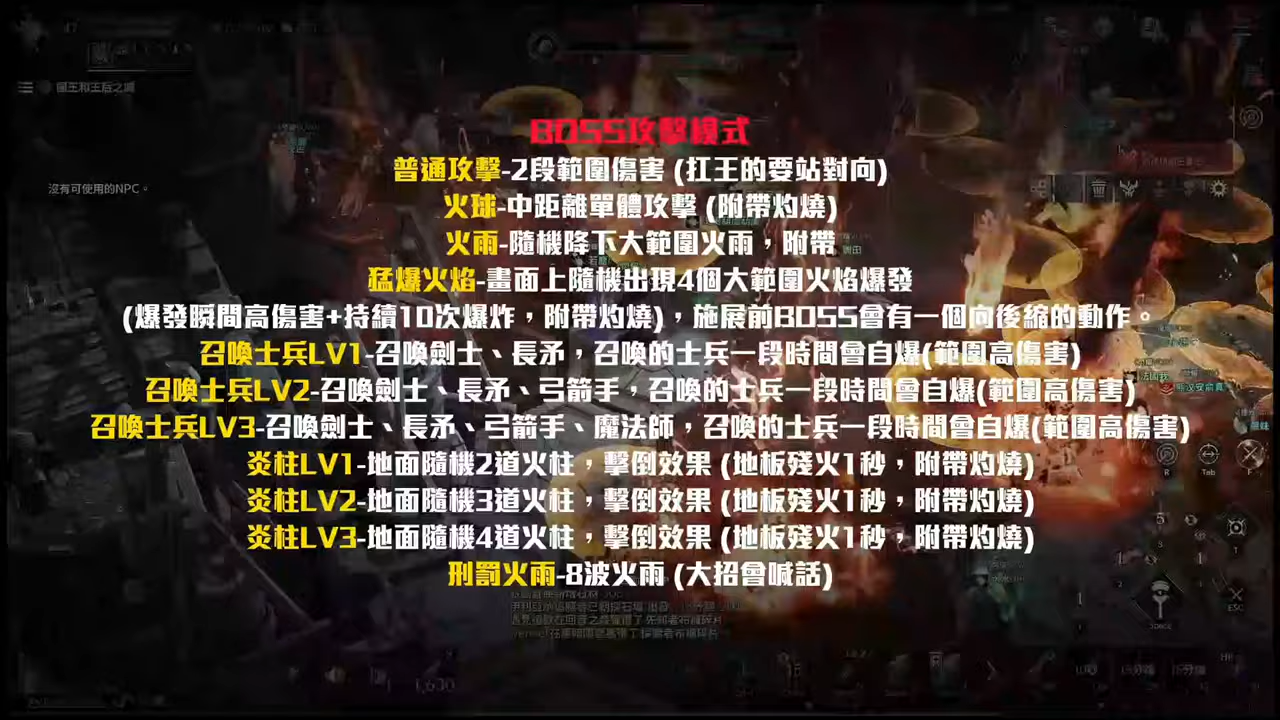 國王和王后之間
沒有可使用的NPC。
BOSS攻擊模式
普通攻擊-2段範圍傷害 (扛王的要站對向)
火球-中距離單體攻擊 (附帶灼燒)
火雨-隨機降下大範圍火雨，附帶
猛爆火焰-畫面上隨機出現4個大範圍火焰爆發
(爆發瞬間高傷害+持續10次爆炸，附帶灼燒)，施展前BOSS會有一個向後縮的動作。
召喚士兵LV1-召喚劍士、長矛，召喚的士兵一段時間會自爆(範圍高傷害)
召喚士兵LV2-召喚劍士、長矛、弓箭手，召喚的士兵一段時間會自爆(範圍高傷害)
召喚士兵LV3-召喚劍士、長矛、弓箭手、魔法師，召喚的士兵一段時間會自爆(範圍高傷害)
炎柱LV1-地面隨機2道火柱，擊倒效果 (地板殘火1秒，附帶灼燒)
炎柱LV2-地面隨機3道火柱，擊倒效果 (地板殘火1秒，附帶灼燒)
炎柱LV3-地面隨機4道火柱，擊倒效果 (地板殘火1秒，附帶灼燒)
刑罰火雨-8波火雨 (大招會喊話)
R
Tab
F
T
ESC
Space
1,630